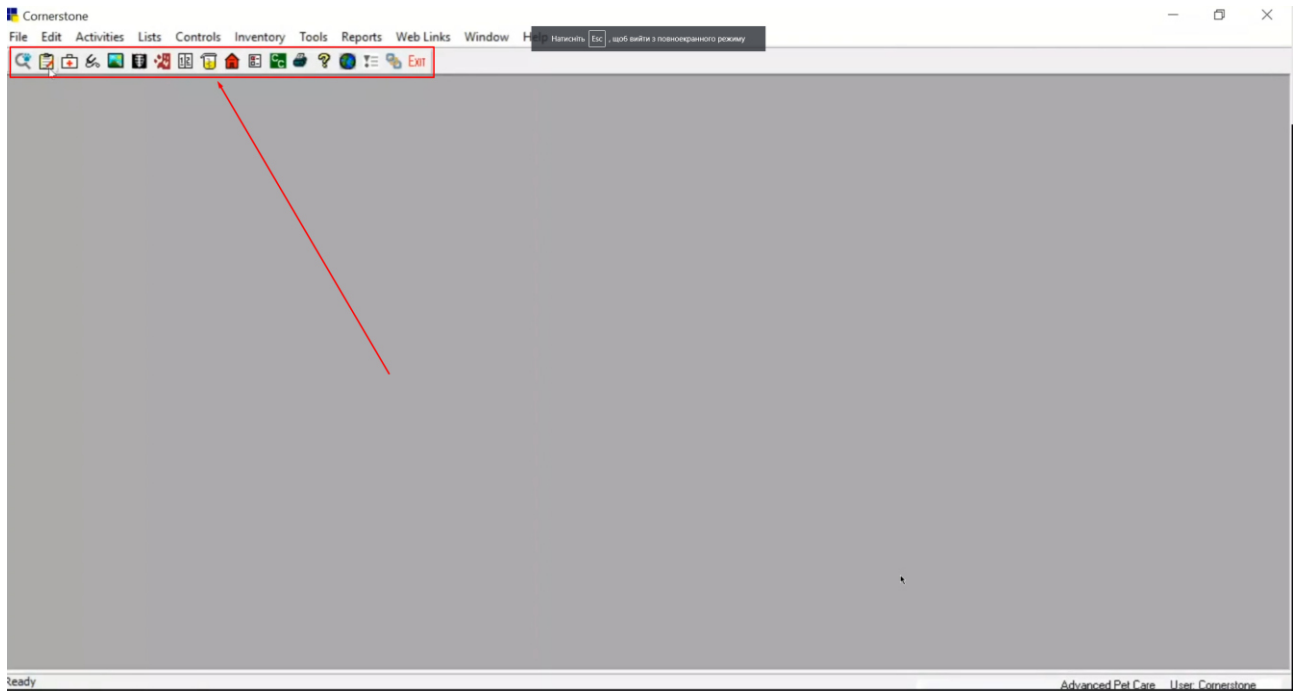 Cornerstone
File Edit Activities Lists Controls Inventory Tools Reports Web Links Window Help
Натисніть Esc , щоб вийти з повноекранного режиму
EXIT
Ready
Advanced Pet Care User: Cornerstone